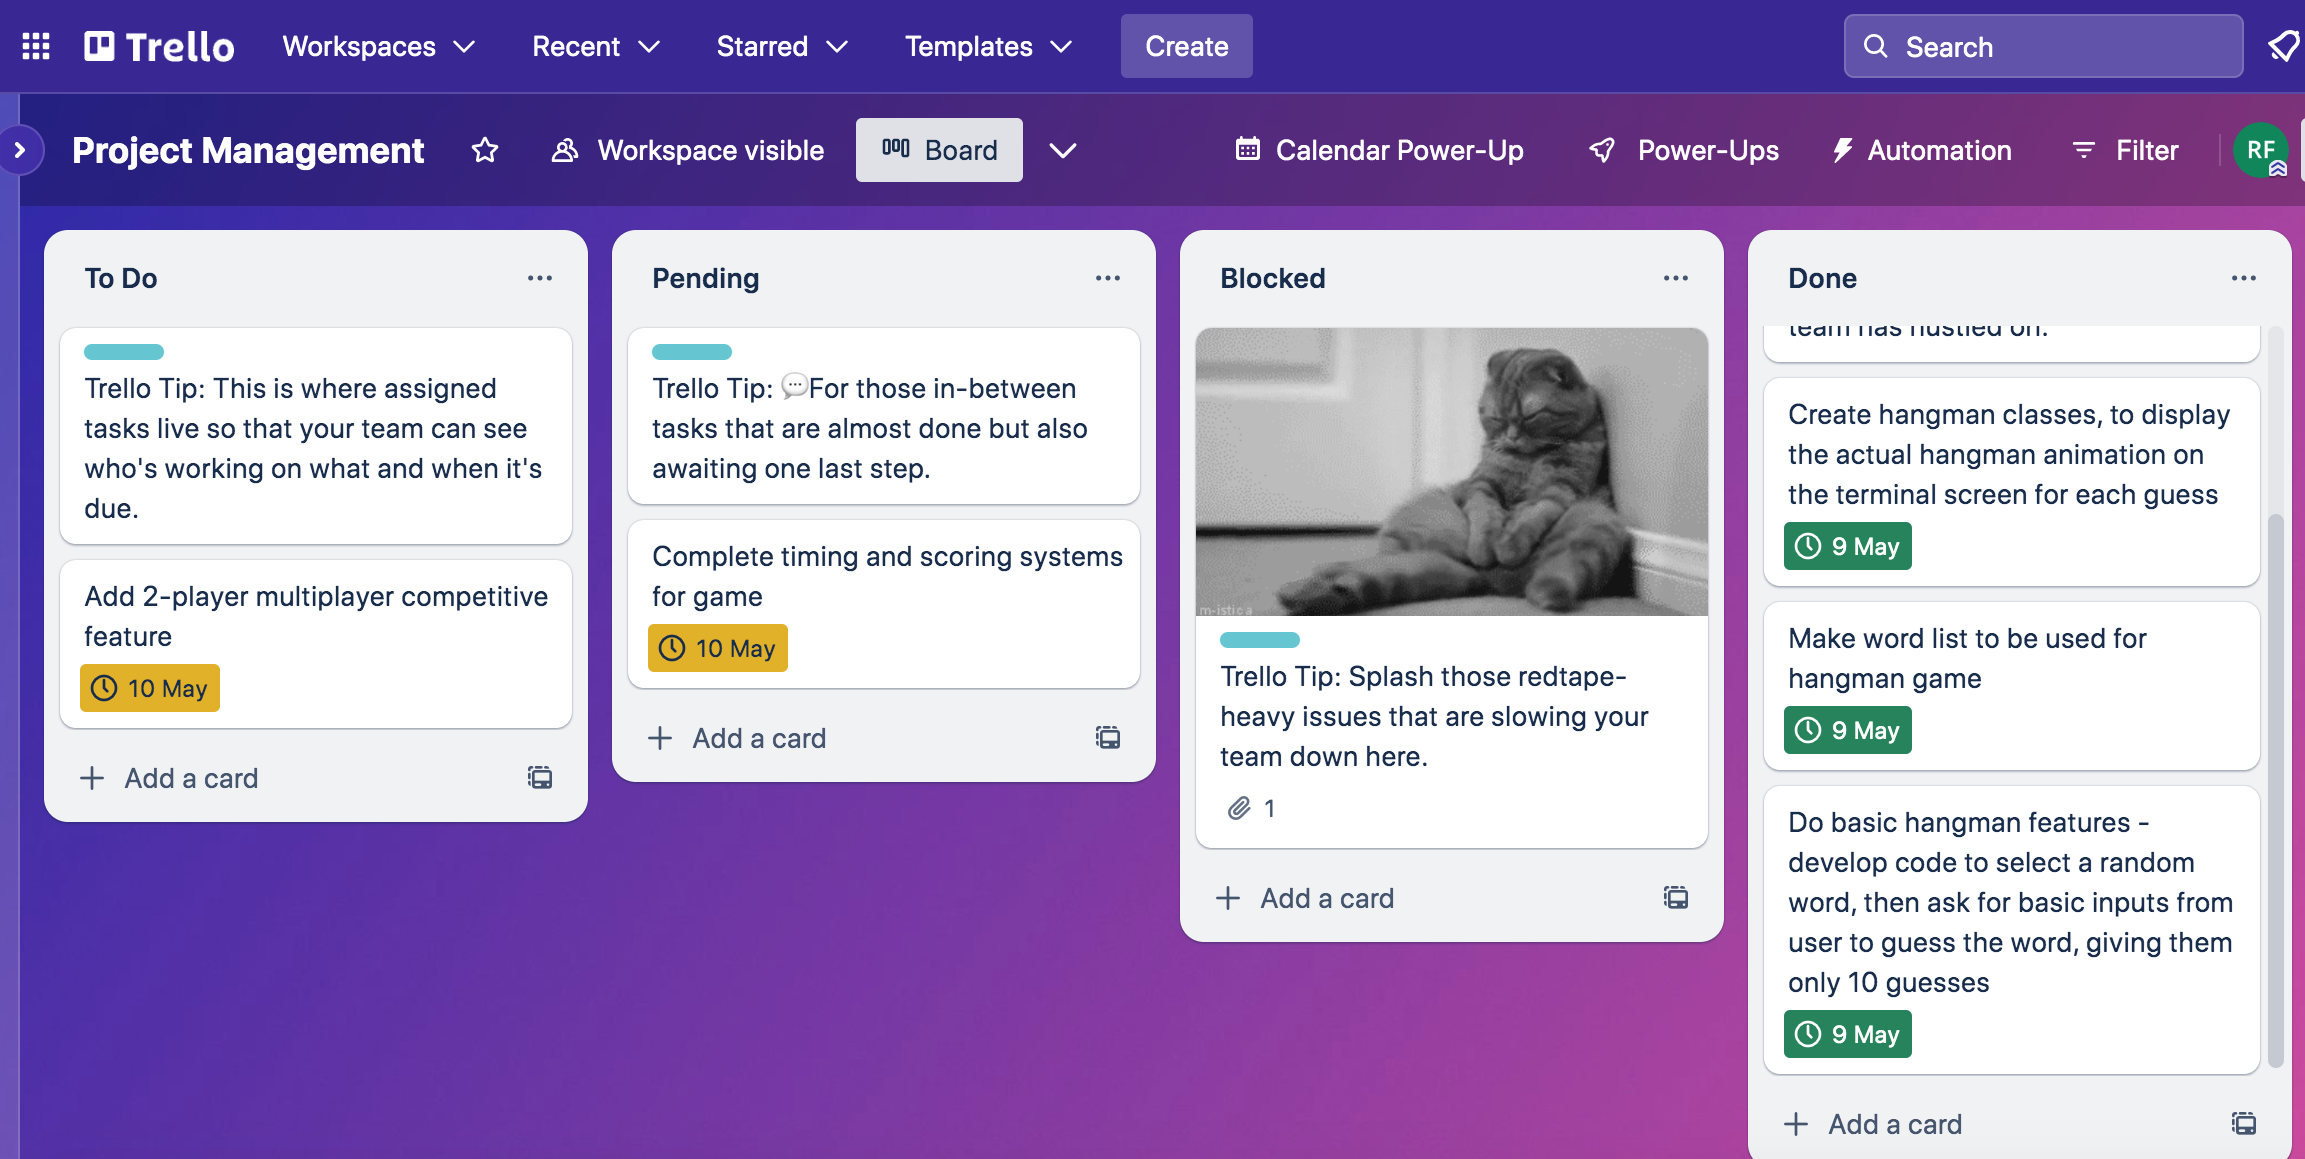 Trello
Workspaces
Recent
Starred
Templates
Create
Search
Project Management
Workspace visible
Board
Calendar Power-Up
Power-Ups
Automation
Filter
RF
To Do
Trello Tip: This is where assigned
tasks live so that your team can see
who's working on what and when it's
due.
Add 2-player multiplayer competitive
feature
10 May
Add a card
Pending
Trello Tip: 💬For those in-between
tasks that are almost done but also
awaiting one last step.
Complete timing and scoring systems
for game
10 May
Add a card
Blocked
m-istica
Trello Tip: Splash those redtape-
heavy issues that are slowing your
team down here.
1
Add a card
Done
team has hustled on.
Create hangman classes, to display
the actual hangman animation on
the terminal screen for each guess
9 May
Make word list to be used for
hangman game
9 May
Do basic hangman features -
develop code to select a random
word, then ask for basic inputs from
user to guess the word, giving them
only 10 guesses
9 May
Add a card